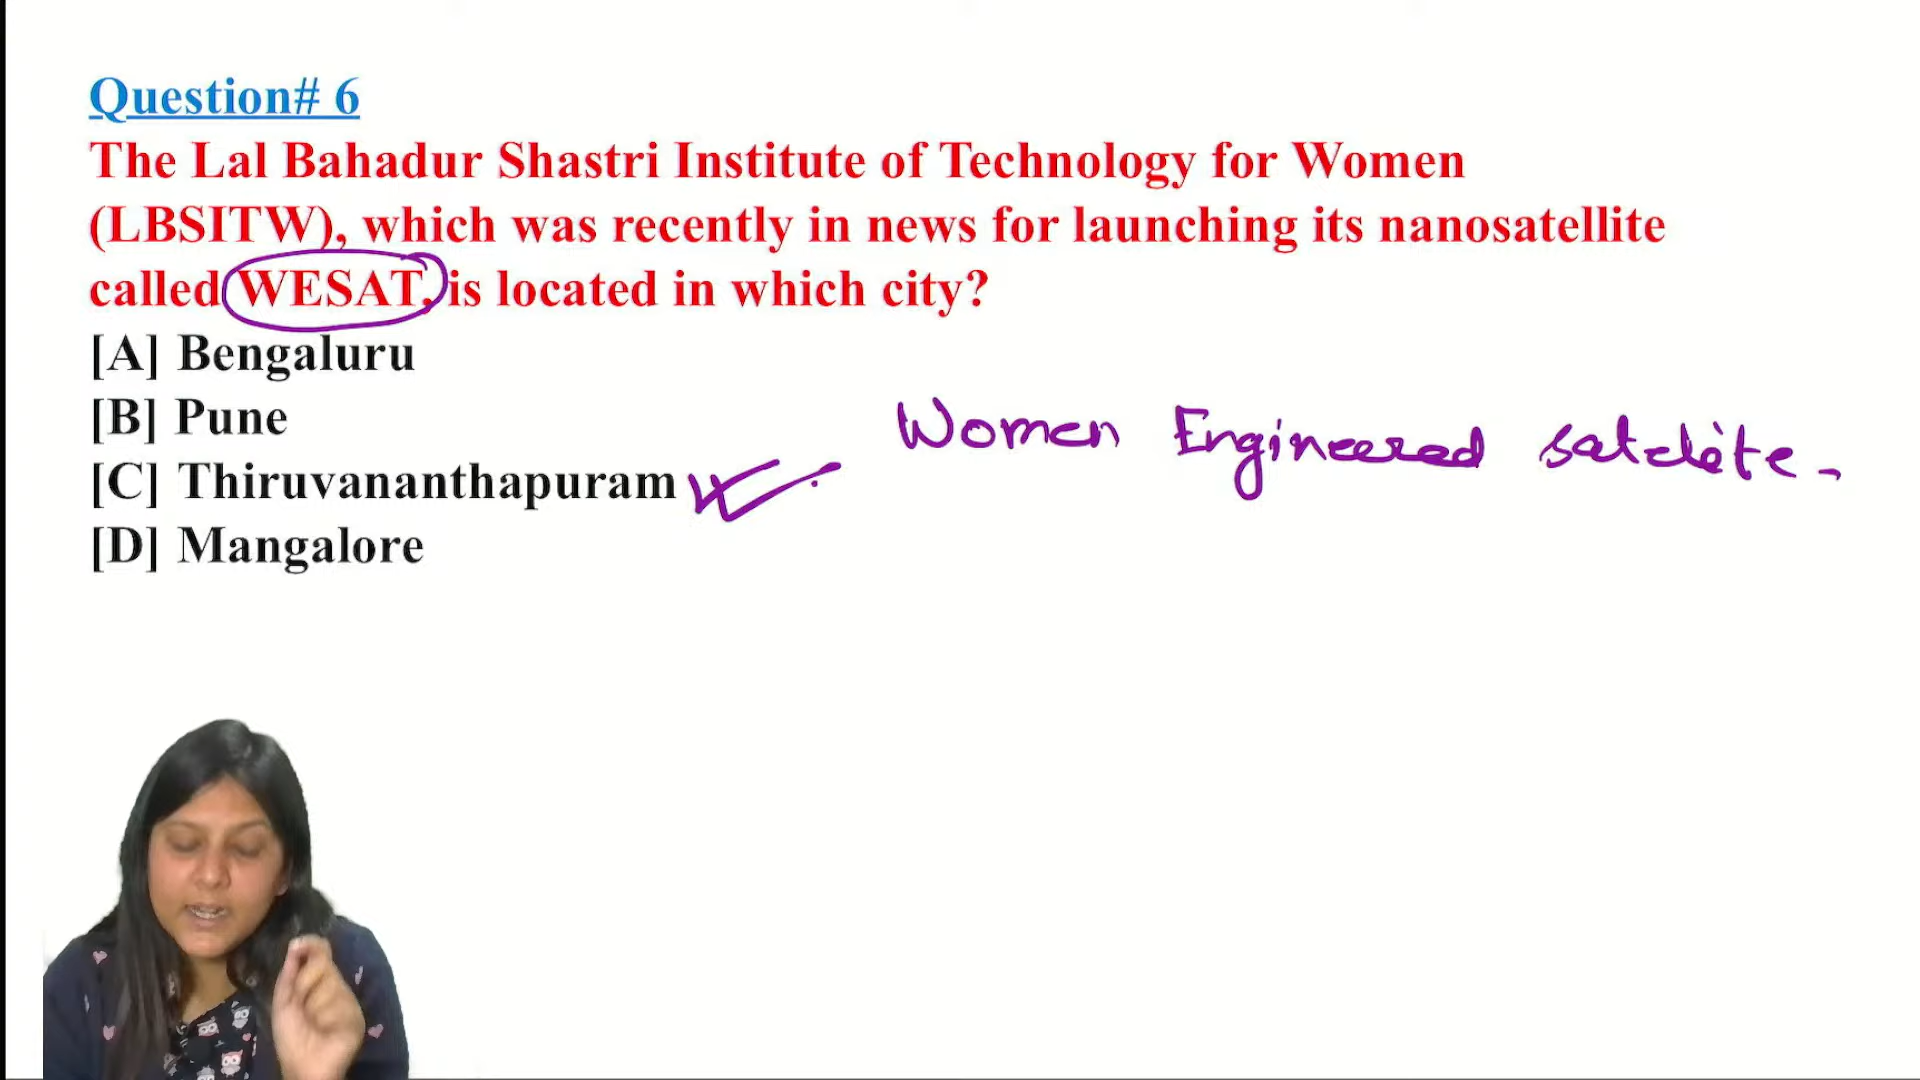 Question# 6
The Lal Bahadur Shastri Institute of Technology for Women
(LBSITW), which was recently in news for launching its nanosatellite
called WESAT, is located in which city?
[A] Bengaluru
[B] Pune
[C] Thiruvananthapuram
[D] Mangalore
Women Engineered satelite